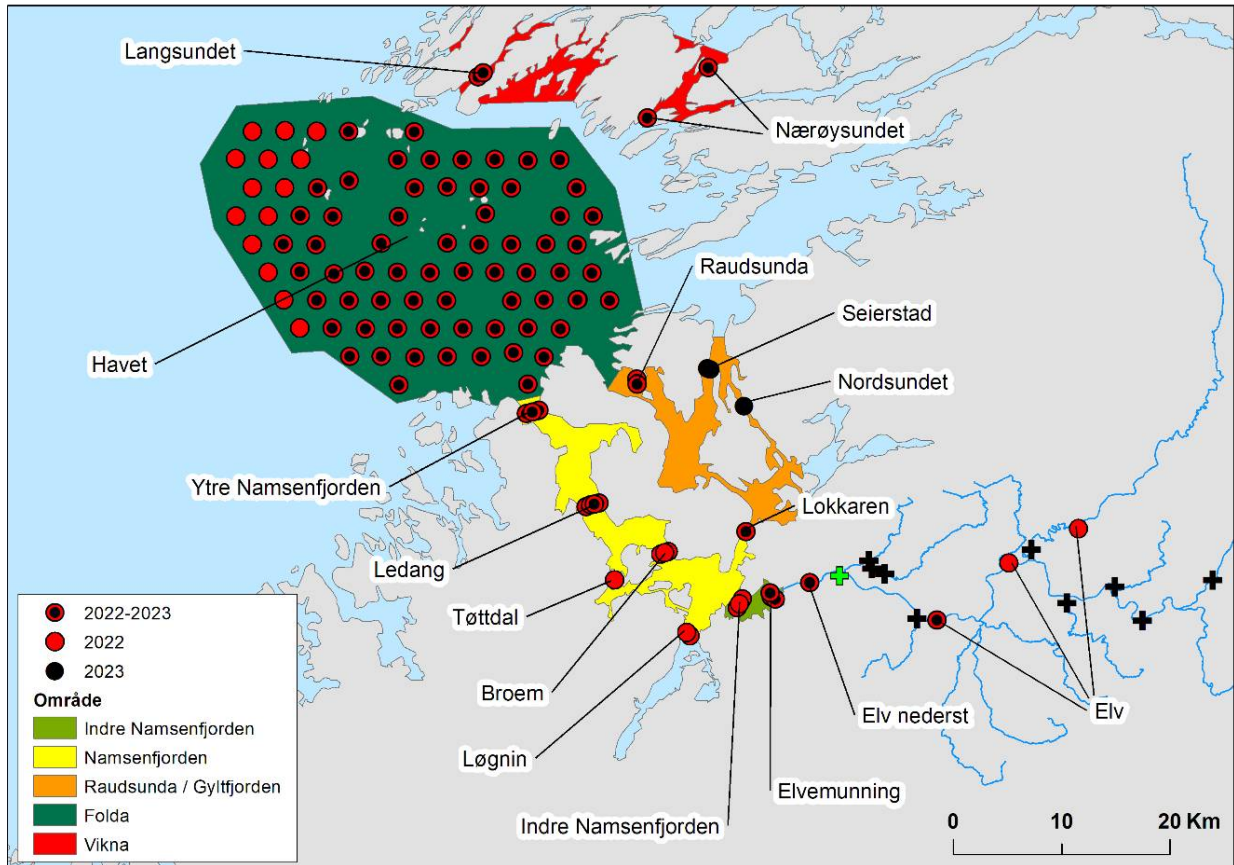 Langsundet
Nærøysundet
Raudsunda
Seierstad
Havet
Nordsundet
Ytre Namsenfjorden
Lokkaren
Ledang
Tøttdal
Broem
Elv nederst
Elv
Løgnin
Elvemunning
Indre Namsenfjorden
2022-2023
2022
2023
Område
Indre Namsenfjorden
Namsenfjorden
Raudsunda / Gyltfjorden
Folda
Vikna
0 10 20 Km